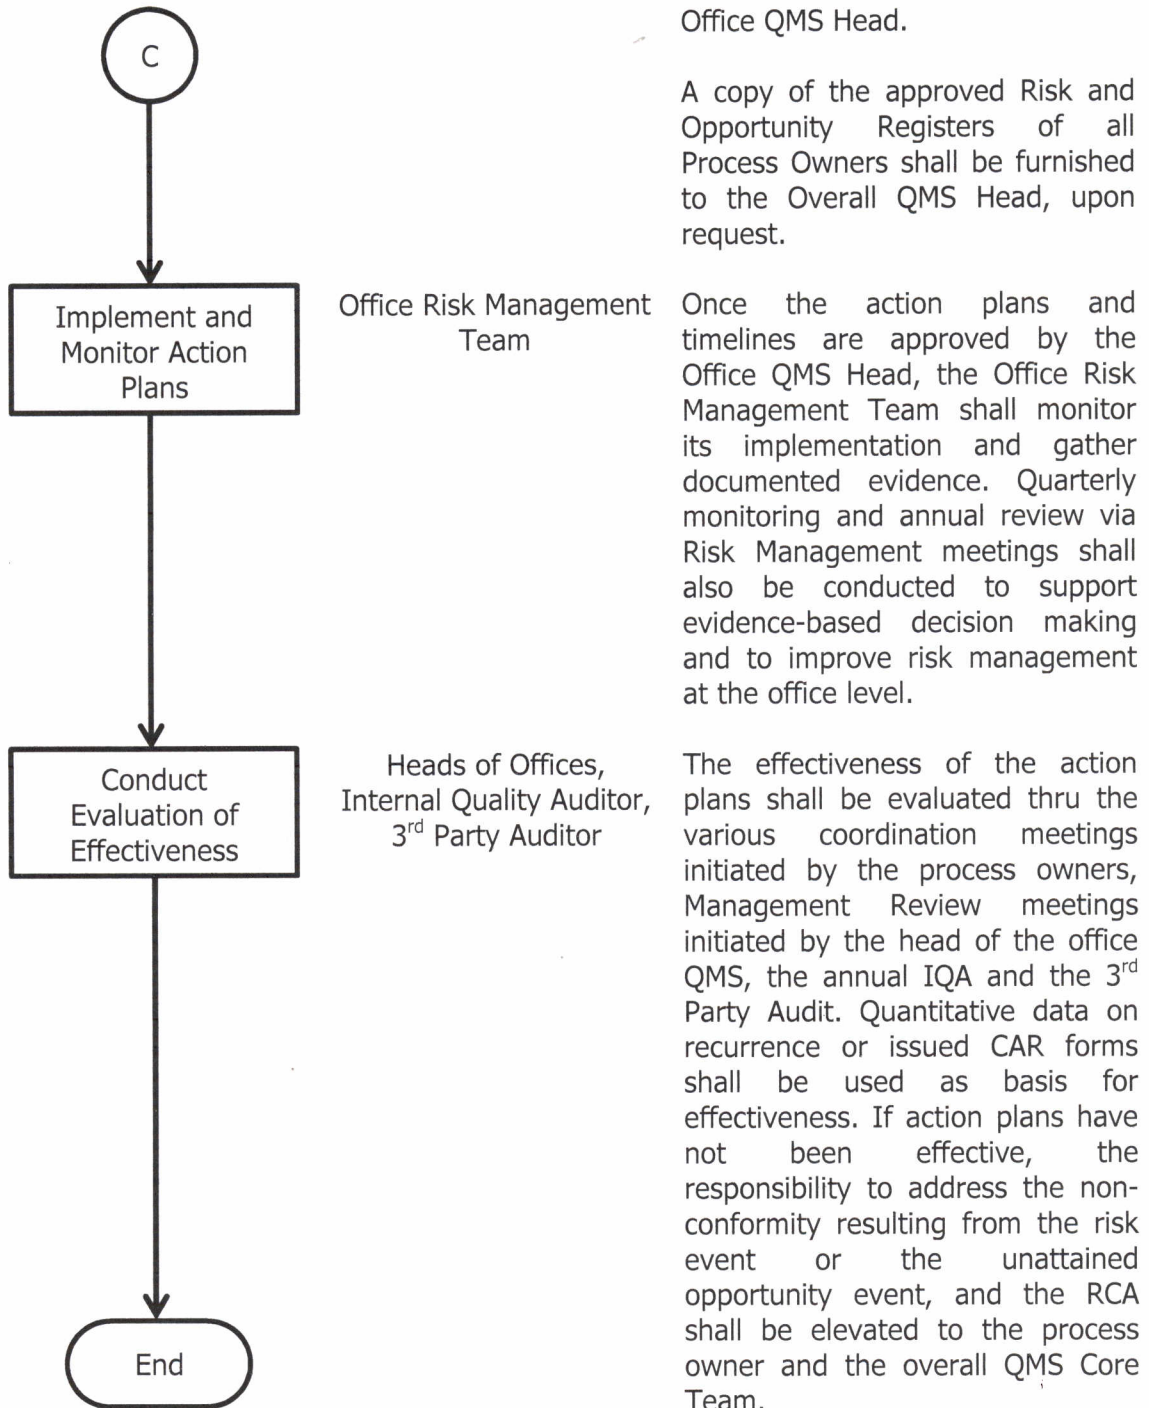 C
Office QMS Head.
A copy of the approved Risk and
Opportunity Registers of all
Process Owners shall be furnished
to the Overall QMS Head, upon
request.
Implement and
Monitor Action
Plans
Office Risk Management
Team
Once the action plans and
timelines are approved by the
Office QMS Head, the Office Risk
Management Team shall monitor
its implementation and gather
documented evidence. Quarterly
monitoring and annual review via
Risk Management meetings shall
also be conducted to support
evidence-based decision making
and to improve risk management
at the office level.
Conduct
Evaluation of
Effectiveness
Heads of Offices,
Internal Quality Auditor,
3rd Party Auditor
The effectiveness of the action
plans shall be evaluated thru the
various coordination meetings
initiated by the process owners,
Management Review meetings
initiated by the head of the office
QMS, the annual IQA and the 3rd
Party Audit. Quantitative data on
recurrence or issued CAR forms
shall be used as basis for
effectiveness. If action plans have
not been effective, the
responsibility to address the non-
conformity resulting from the risk
event or the unattained
opportunity event, and the RCA
shall be elevated to the process
owner and the overall QMS Core
Team.
End